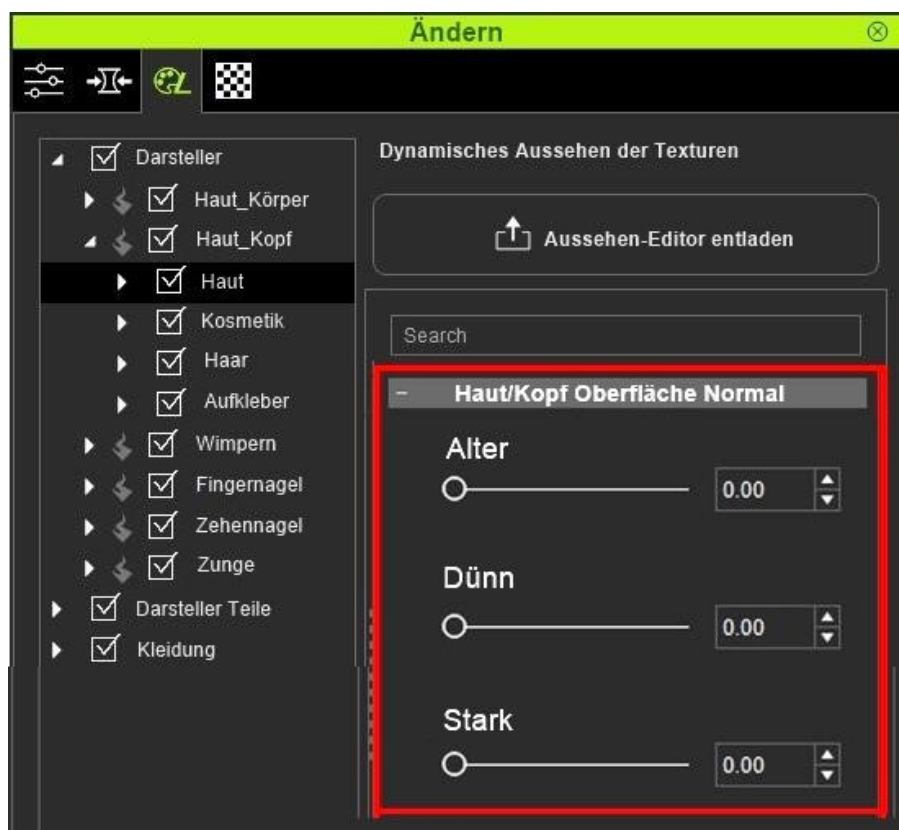 Ändern
Darsteller
Haut_Körper
Haut_Kopf
Haut
Kosmetik
Haar
Aufkleber
Wimpern
Fingernagel
Zehennagel
Zunge
Darsteller Teile
Kleidung
Dynamisches Aussehen der Texturen
Aussehen-Editor entladen
Search
Haut/Kopf Oberfläche Normal
Alter
0.00
Dünn
0.00
Stark
0.00